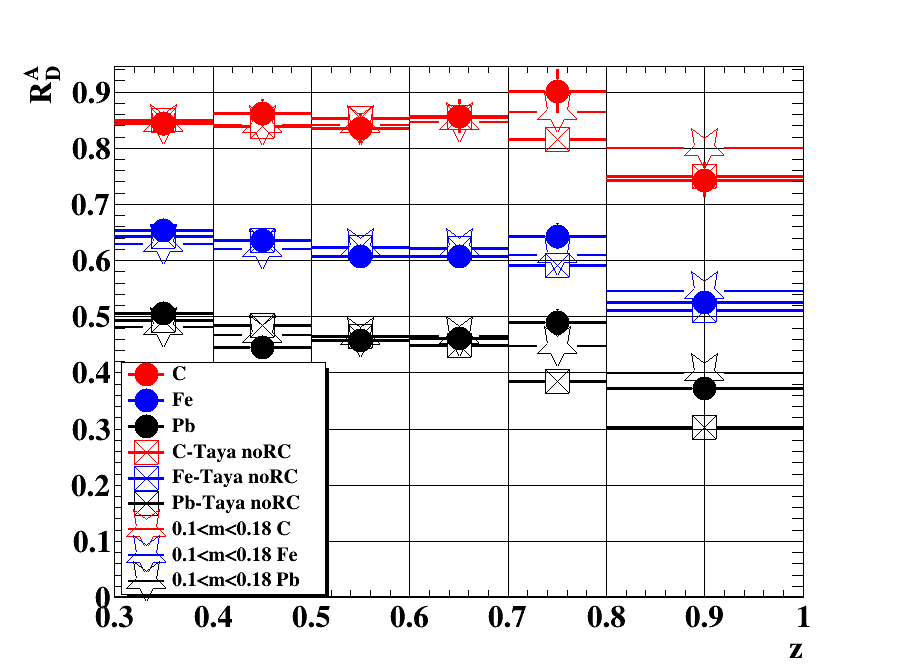 R_D^A
0.9
0.8
0.7
0.6
0.5
0.4
0.3
0.2
0.1
0
C
Fe
Pb
C-Taya noRC
Fe-Taya noRC
Pb-Taya noRC
0.1<m<0.18 C
0.1<m<0.18 Fe
0.1<m<0.18 Pb
0.3 0.4 0.5 0.6 0.7 0.8 0.9 1
z